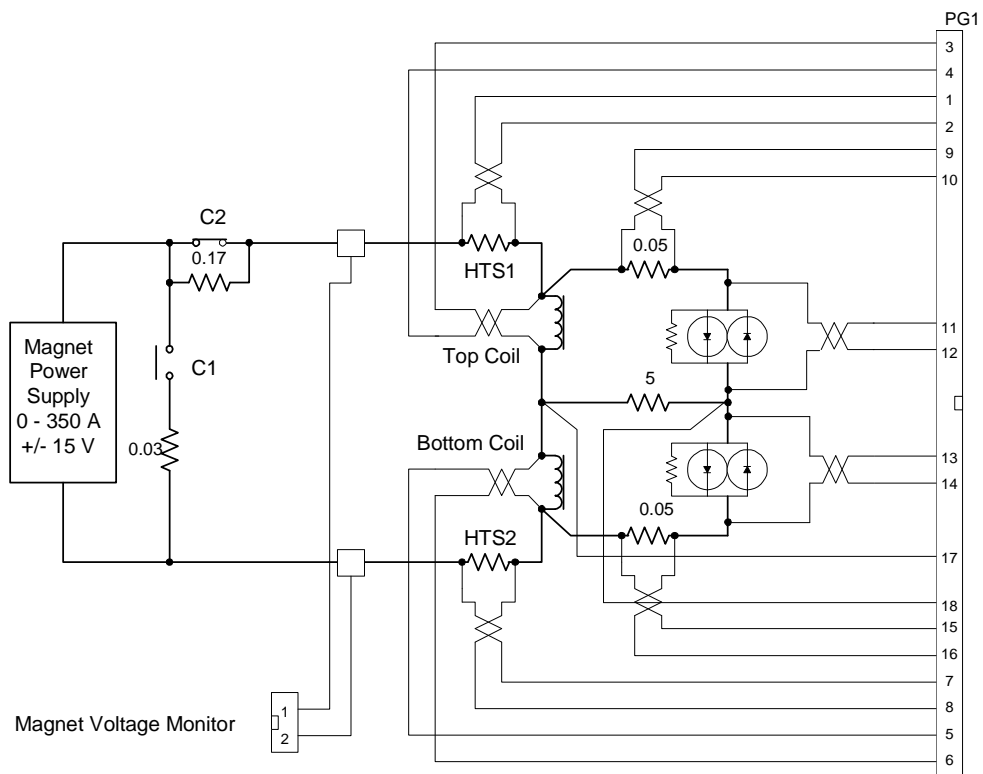 PG1
3
4
1
2
9
10
C2
0.17
HTS1
0.05
Magnet
Power
Supply
0 - 350 A
+/- 15 V
C1
Top Coil
11
12
5
0.03
Bottom Coil
13
14
HTS2
0.05
17
18
15
16
7
8
5
6
Magnet Voltage Monitor
1
2